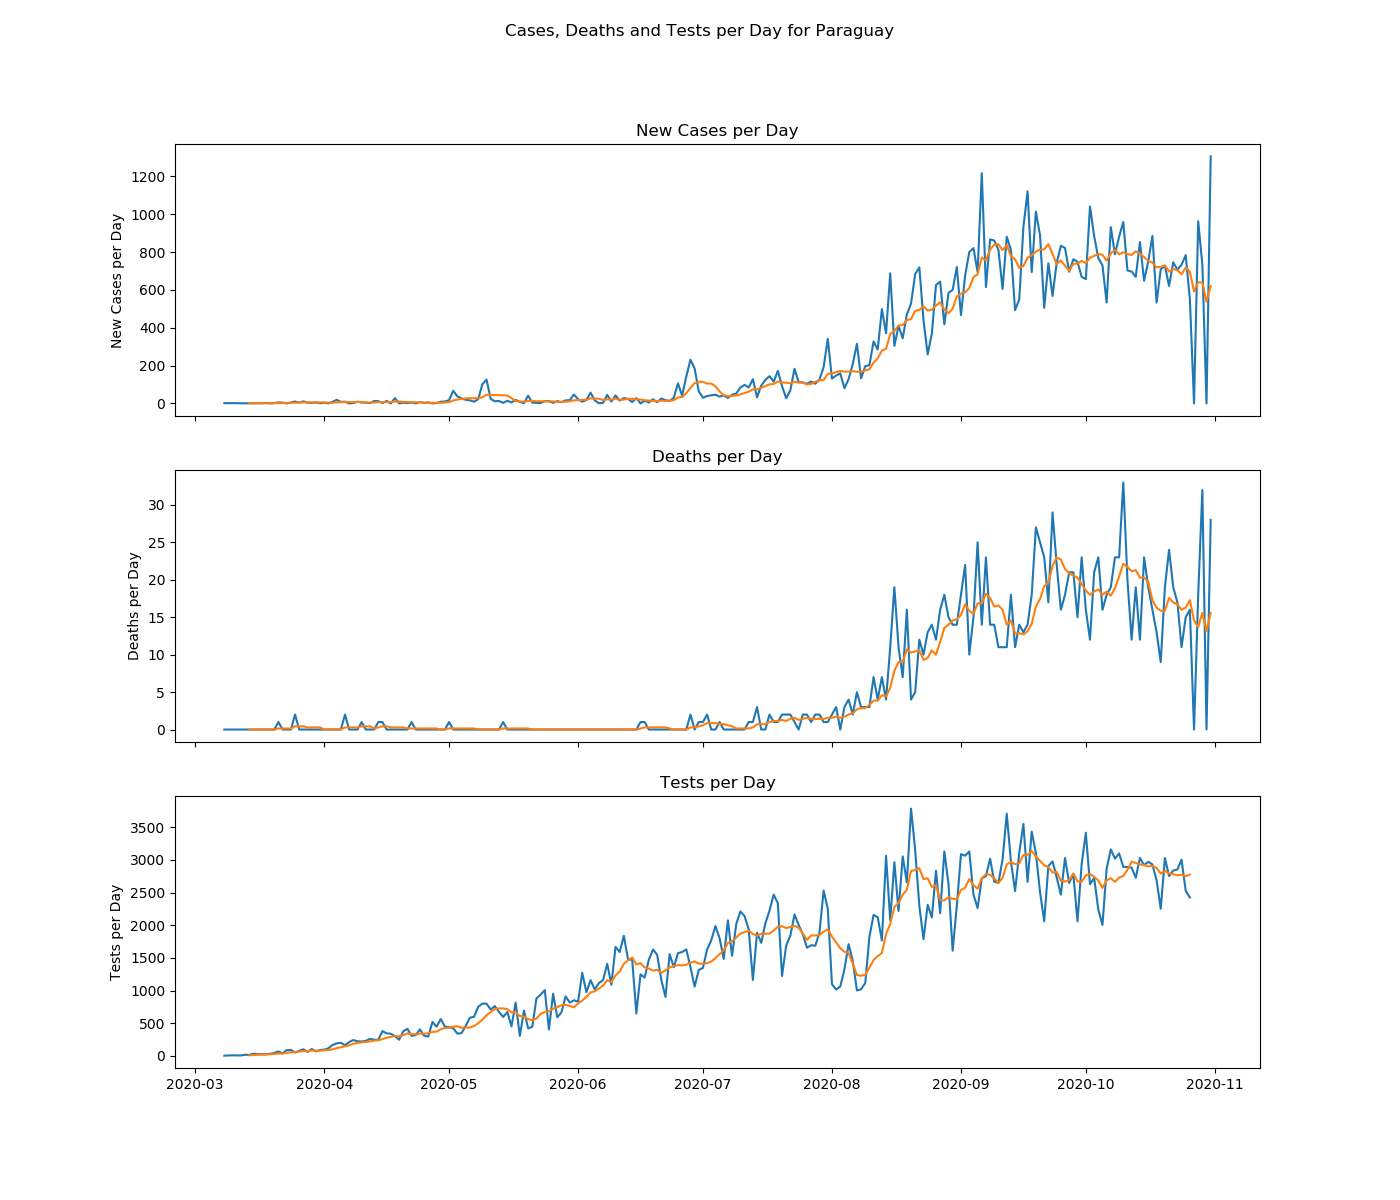 Cases, Deaths and Tests per Day for Paraguay
New Cases per Day
New Cases per Day
1200
1000
800
600
400
200
0
Deaths per Day
Deaths per Day
30
25
20
15
10
5
0
Tests per Day
Tests per Day
3500
3000
2500
2000
1500
1000
500
0
2020-03 2020-04 2020-05 2020-06 2020-07 2020-08 2020-09 2020-10 2020-11